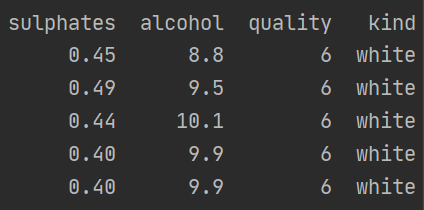 sulphates alcohol quality kind
0.45 8.8 6 white
0.49 9.5 6 white
0.44 10.1 6 white
0.40 9.9 6 white
0.40 9.9 6 white